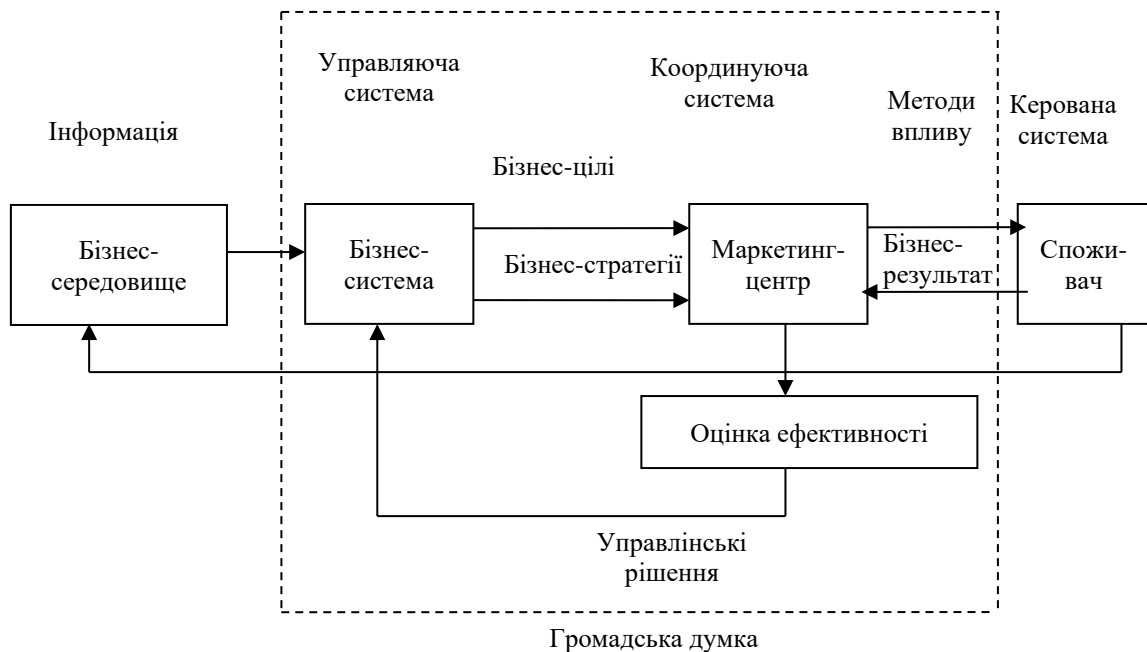 Управляюча
система
Координуюча
система
Методи
впливу
Керована
система
Інформація
Бізнес-цілі
Бізнес-
середовище
Бізнес-
система
Бізнес-стратегії
Маркетинг-
центр
Бізнес-
результат
Спожи-
вач
Оцінка ефективності
Управлінські
рішення
Громадська думка